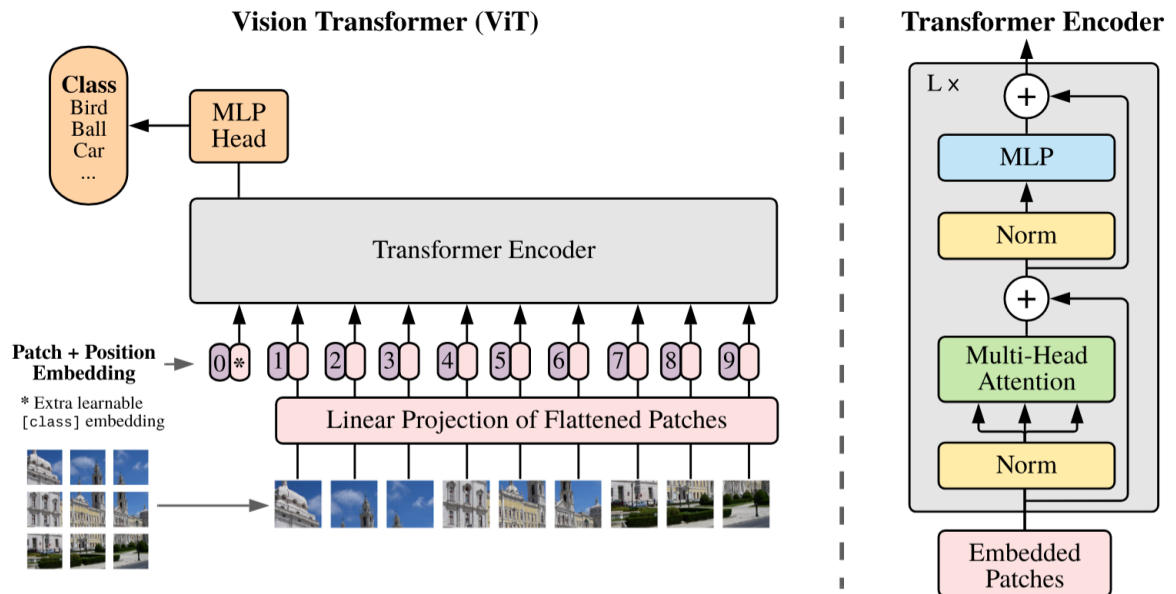 Vision Transformer (ViT)
Class
Bird
Ball
Car
...
MLP
Head
Transformer Encoder
Patch + Position
Embedding
0 * 1 2 3 4 5 6 7 8 9
* Extra learnable
[class] embedding
Linear Projection of Flattened Patches
Transformer Encoder
L ×
+
MLP
Norm
+
Multi-Head
Attention
Norm
Embedded
Patches